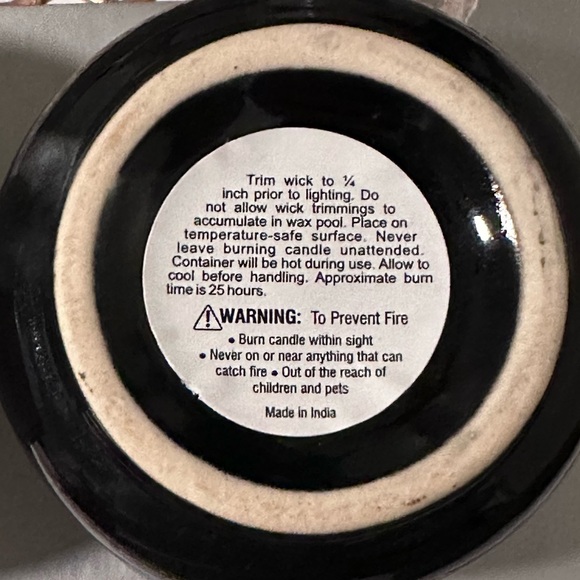 Trim wick to ¼
inch prior to lighting. Do
not allow wick trimmings to
accumulate in wax pool. Place on
temperature-safe surface. Never
leave burning candle unattended.
Container will be hot during use. Allow to
cool before handling. Approximate burn
time is 25 hours.
⚠WARNING: To Prevent Fire
• Burn candle within sight
• Never on or near anything that can
catch fire • Out of the reach of
children and pets
Made in India